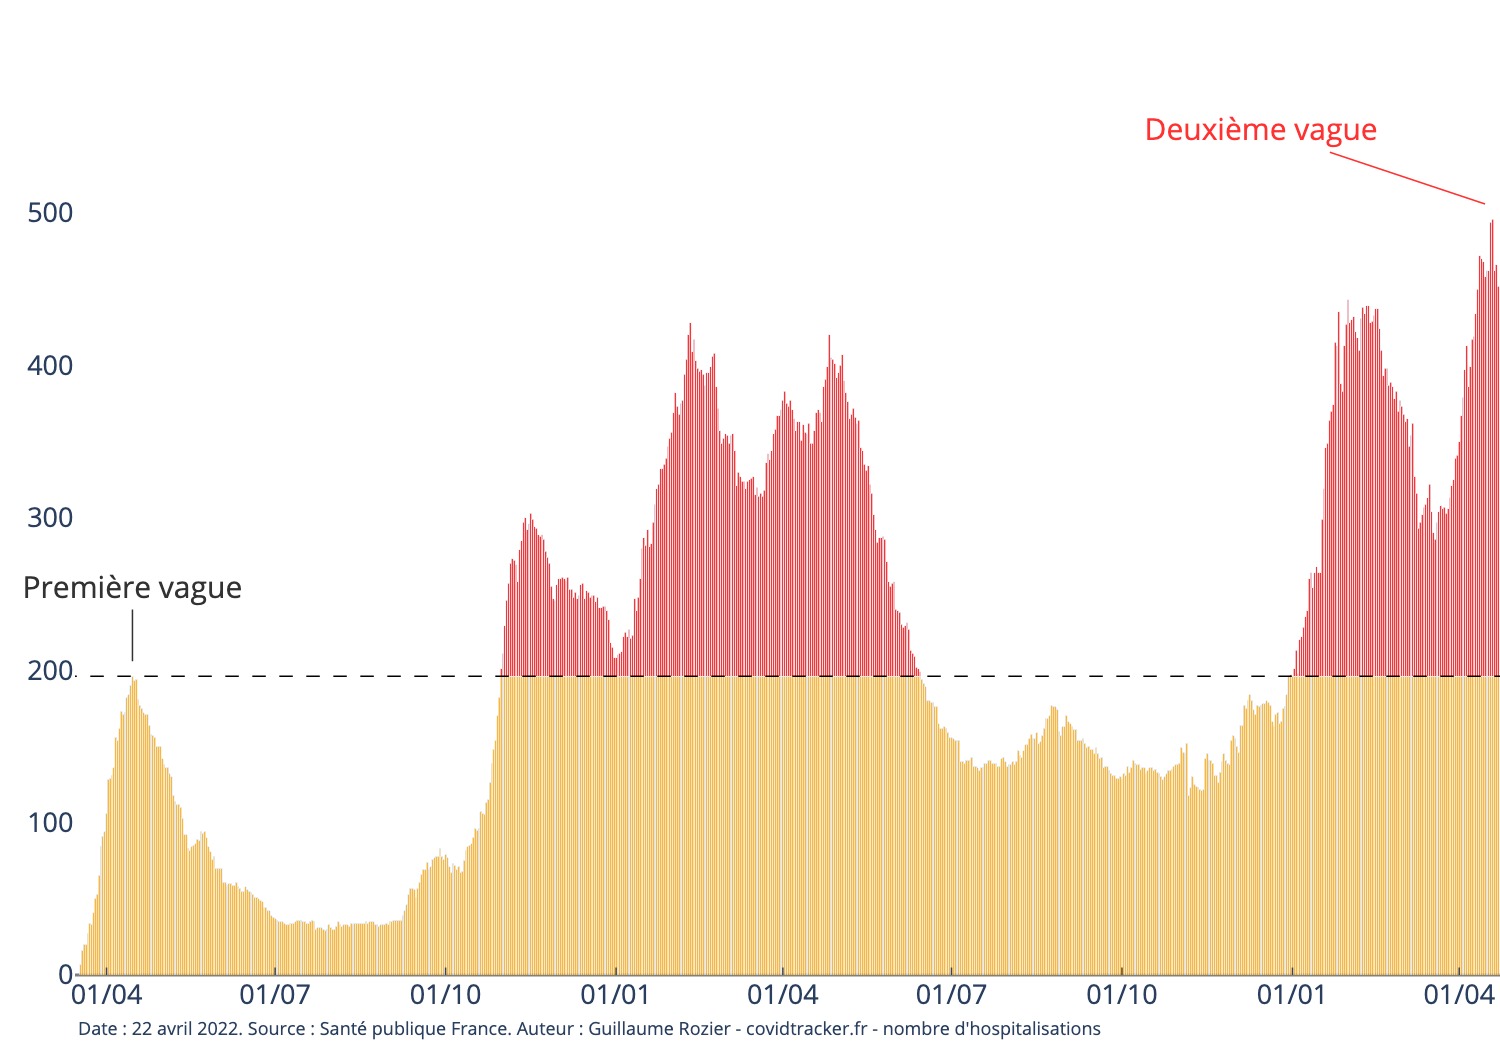 Deuxième vague
500
400
300
Première vague
200
100
0
01/04 01/07 01/10 01/01 01/04 01/07 01/10 01/01 01/04
Date : 22 avril 2022. Source : Santé publique France. Auteur : Guillaume Rozier - covidtracker.fr - nombre d'hospitalisations